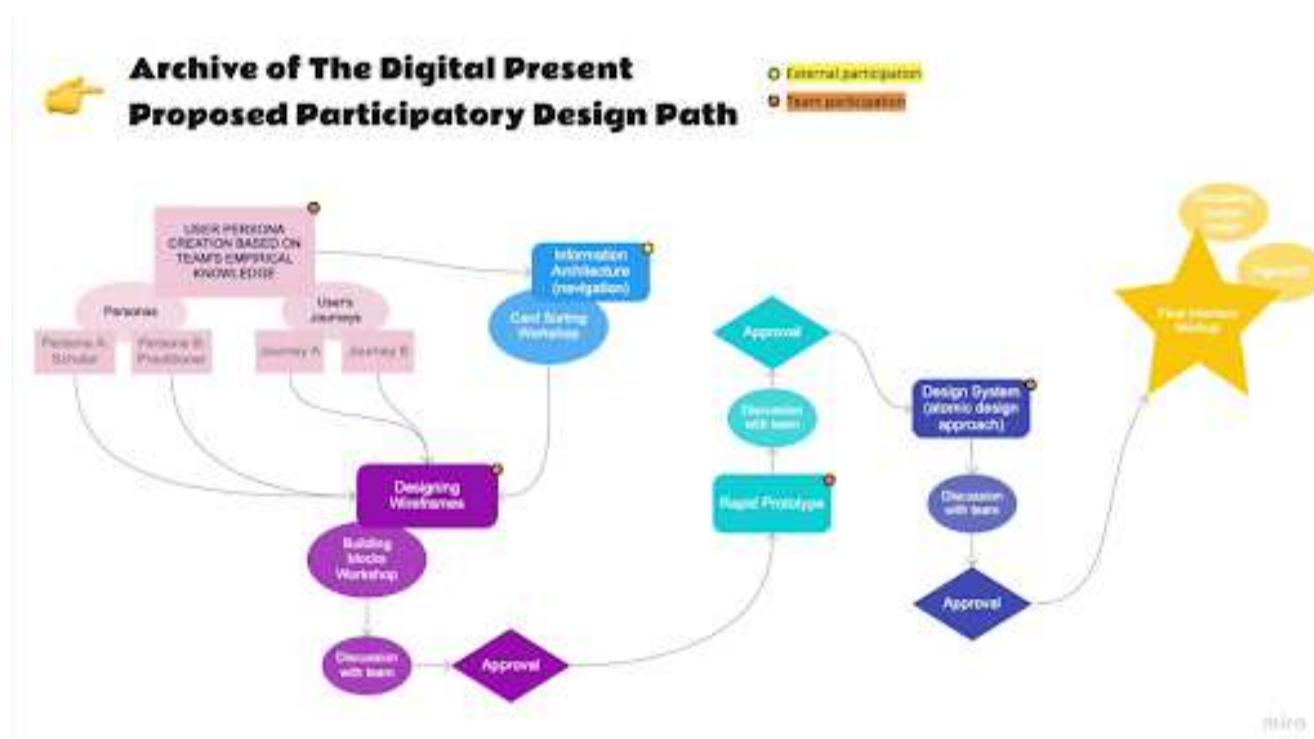 Archive of The Digital Present
Proposed Participatory Design Path
External participation
Team participation
USER PERSONA
CREATION BASED ON
TEAM'S EMPIRICAL
KNOWLEDGE
Personas
User's
Journeys
Persona A:
Scholar
Persona B:
Practitioner
Journey A
Journey B
Information
Architecture
(navigation)
Card Sorting
Workshop
Designing
Wireframes
Building
blocks
Workshop
Discussion
with team
Approval
Rapid Prototype
Discussion
with team
Approval
Design System
(atomic design
approach)
Discussion
with team
Approval
Final Interface
Mockup
miro